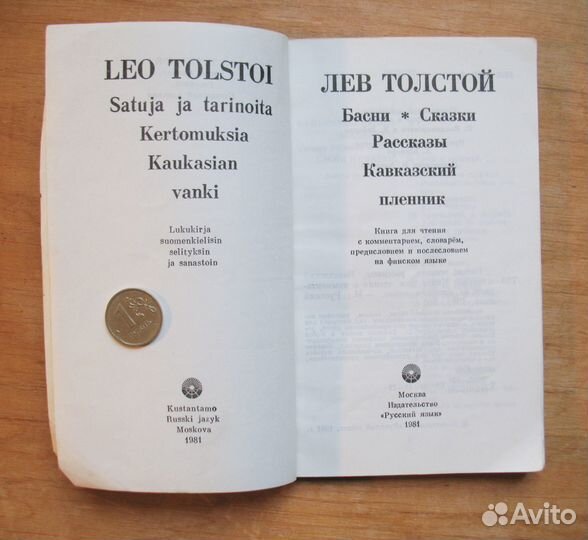 LEO TOLSTOI
Satuja ja tarinoita
Kertomuksia
Kaukasian
vanki
Lukukirja
suomenkielisin
selityksin
ja sanastoin
Kustantamo
Russki jazyk
Moskova
1981
ЛЕВ ТОЛСТОЙ
Басни * Сказки
Рассказы
Кавказский
пленник
Книга для чтения
с комментарием, словарём,
предисловием и послесловием
на финском языке
Москва
Издательство
«Русский язык»
1981
Avito